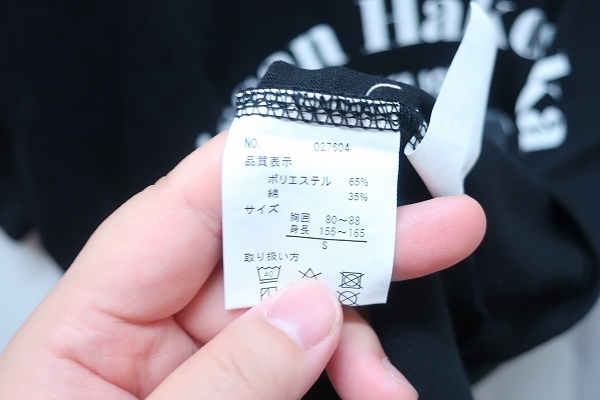 NO. 027604
品質表示
ポリエステル 65%
綿 35%
サイズ
胸囲 80〜88
身長 155〜165
S
取り扱い方
40